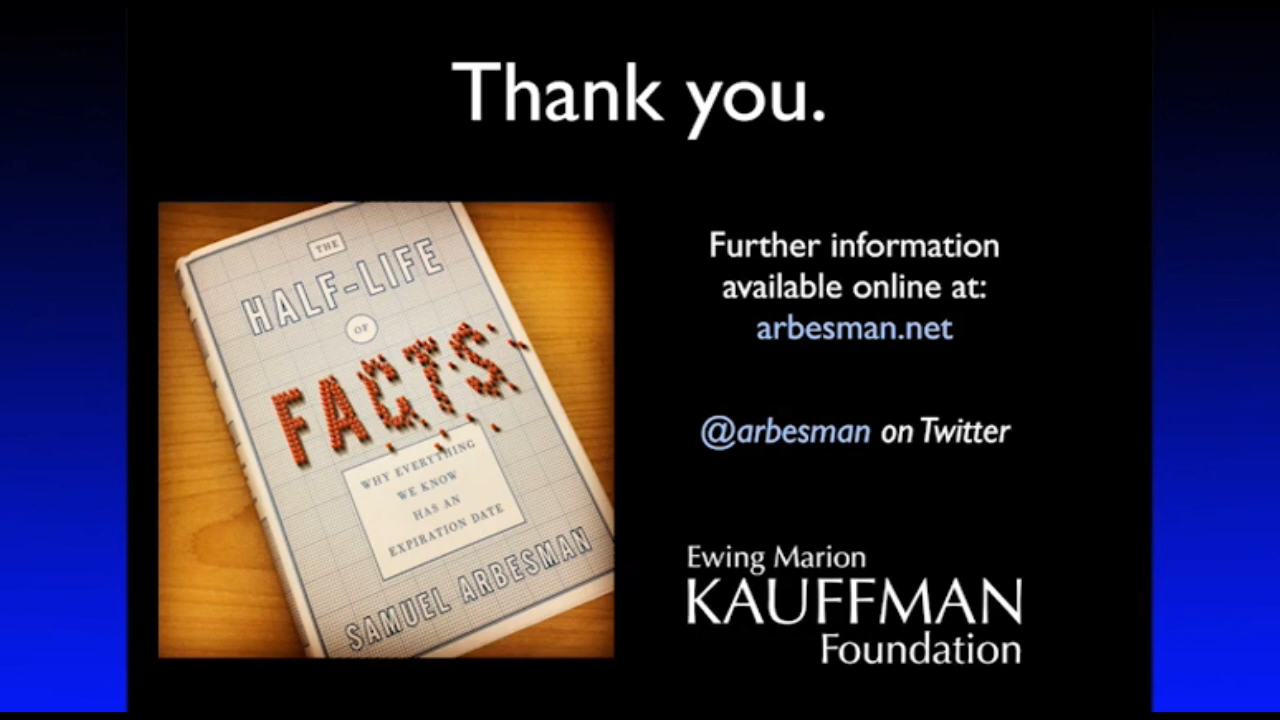 Thank you.
THE
HALF-LIFE
OF
FACTS
WHY EVERYTHING
WE KNOW
HAS AN
EXPIRATION DATE
SAMUEL ARBESMAN
Further information
available online at:
arbesman.net
@arbesman on Twitter
Ewing Marion
KAUFFMAN
Foundation